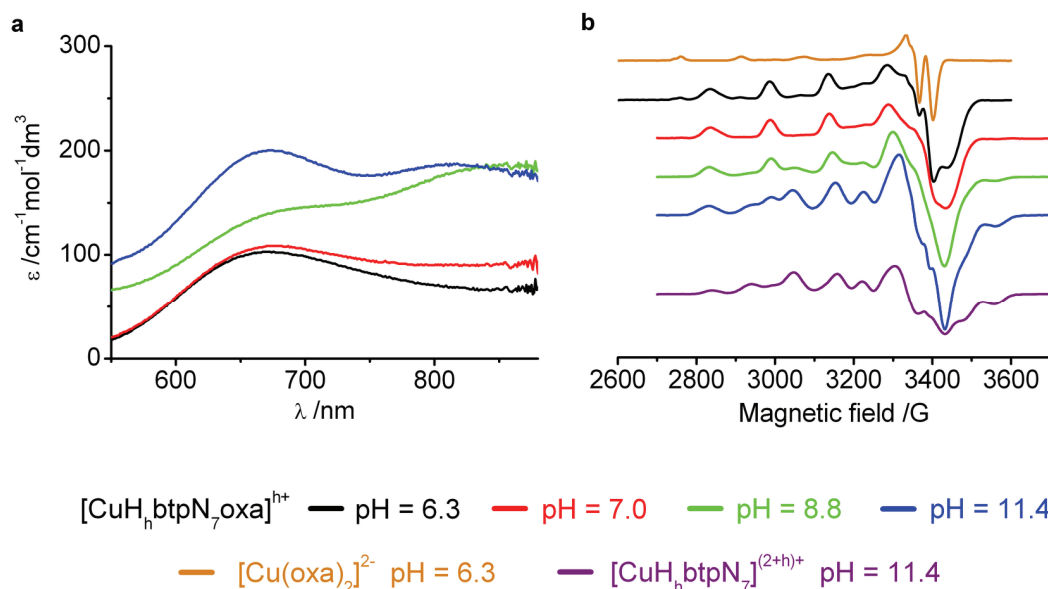 a
b
300
200
100
0
ε /cm⁻¹mol⁻¹dm³
600 700 800
λ /nm
2600 2800 3000 3200 3400 3600
Magnetic field /G
[CuHₕbtpN₇oxa]ʰ⁺ pH = 6.3 pH = 7.0 pH = 8.8 pH = 11.4
[Cu(oxa)₂]²⁻ pH = 6.3 [CuHₕbtpN₇]⁽²⁺ʰ⁾⁺ pH = 11.4